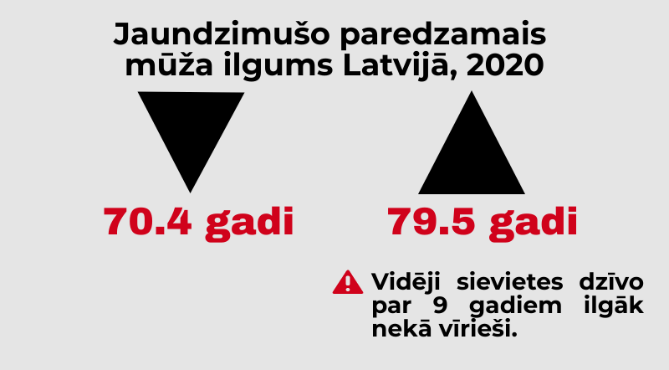 Jaundzimušo paredzamais
mūža ilgums Latvijā, 2020
70.4 gadi
79.5 gadi
Vidēji sievietes dzīvo
par 9 gadiem ilgāk
nekā vīrieši.